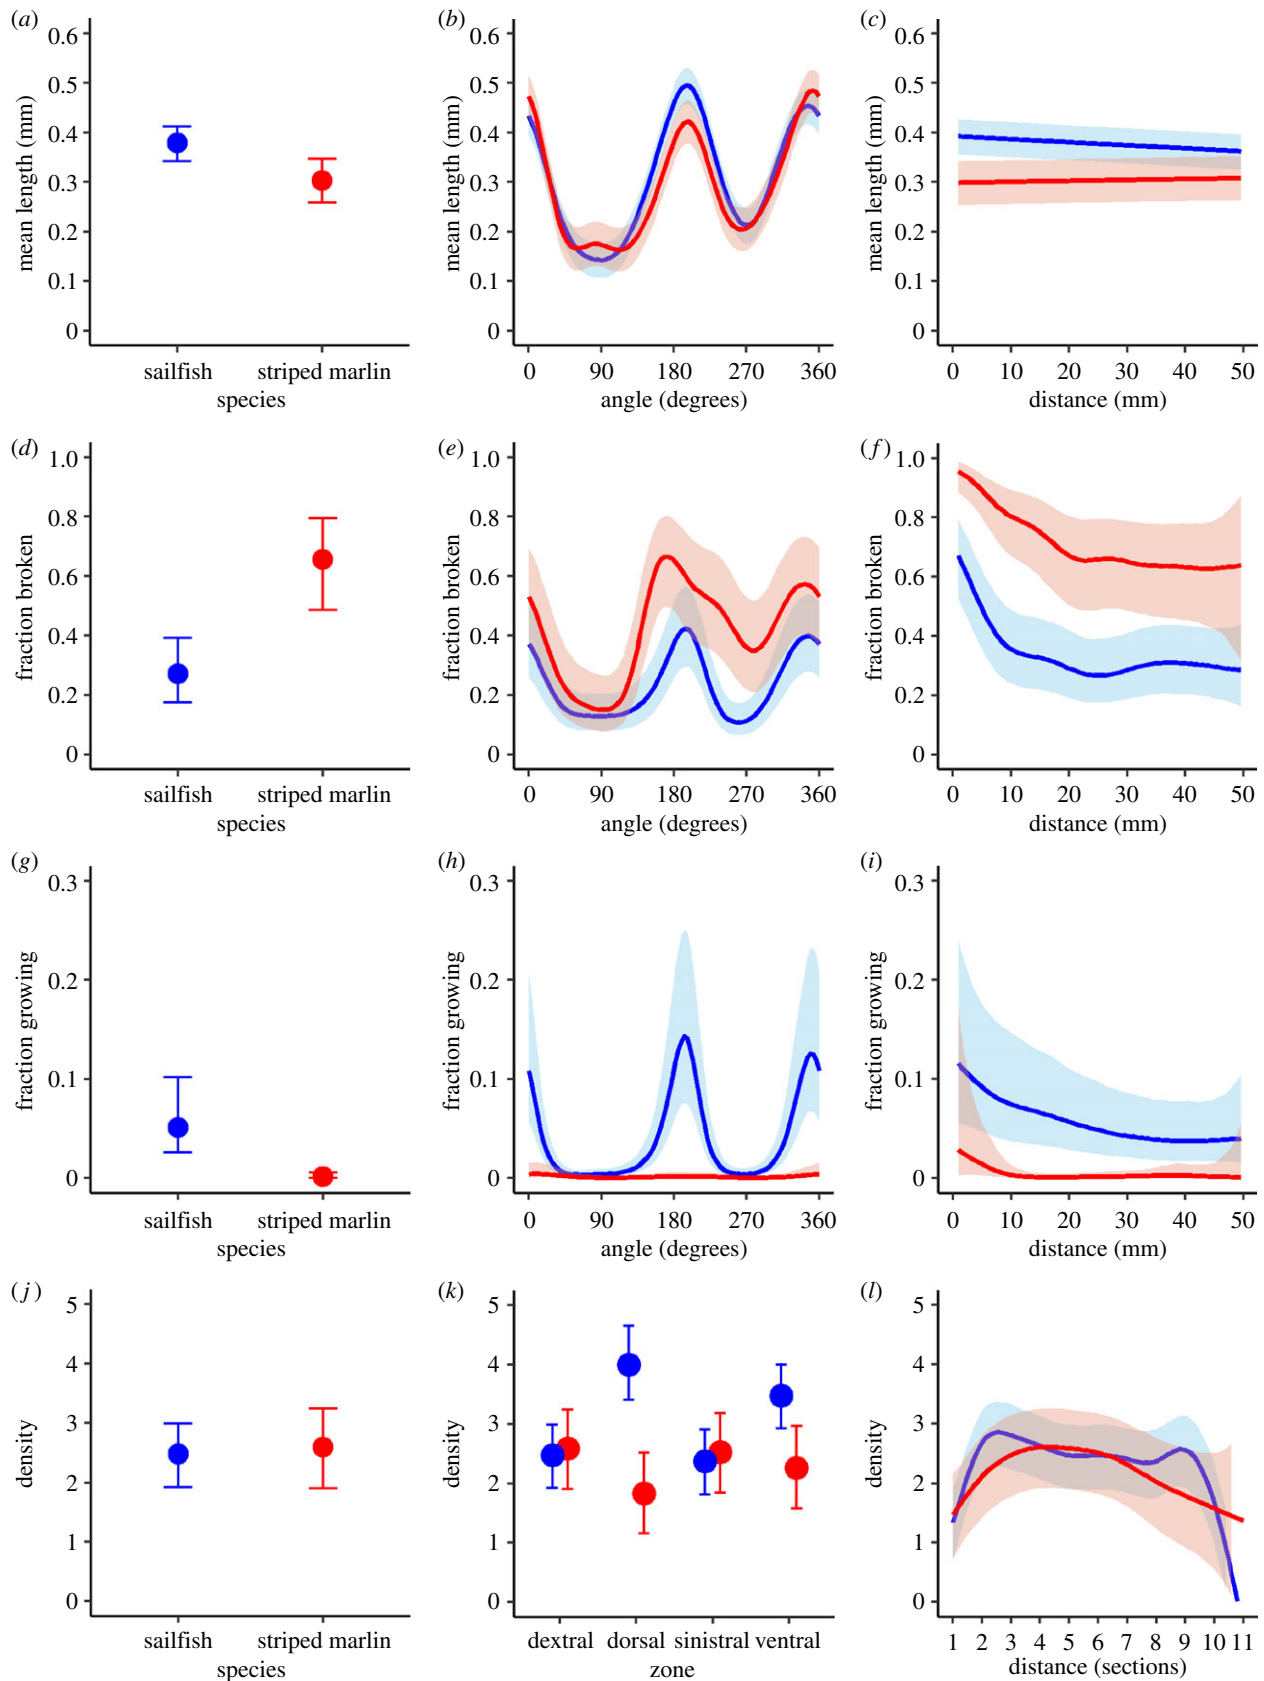 (a)
mean length (mm)
0.6
0.5
0.4
0.3
0.2
0.1
0
sailfish striped marlin
species
(b)
mean length (mm)
0.6
0.5
0.4
0.3
0.2
0.1
0
0 90 180 270 360
angle (degrees)
(c)
mean length (mm)
0.6
0.5
0.4
0.3
0.2
0.1
0
0 10 20 30 40 50
distance (mm)
(d)
fraction broken
1.0
0.8
0.6
0.4
0.2
0
sailfish striped marlin
species
(e)
fraction broken
1.0
0.8
0.6
0.4
0.2
0
0 90 180 270 360
angle (degrees)
(f)
fraction broken
1.0
0.8
0.6
0.4
0.2
0
0 10 20 30 40 50
distance (mm)
(g)
fraction growing
0.3
0.2
0.1
0
sailfish striped marlin
species
(h)
fraction growing
0.3
0.2
0.1
0
0 90 180 270 360
angle (degrees)
(i)
fraction growing
0.3
0.2
0.1
0
0 10 20 30 40 50
distance (mm)
(j)
density
5
4
3
2
1
0
sailfish striped marlin
species
(k)
density
5
4
3
2
1
0
dextral dorsal sinistral ventral
zone
(l)
density
5
4
3
2
1
0
1 2 3 4 5 6 7 8 9 10 11
distance (sections)